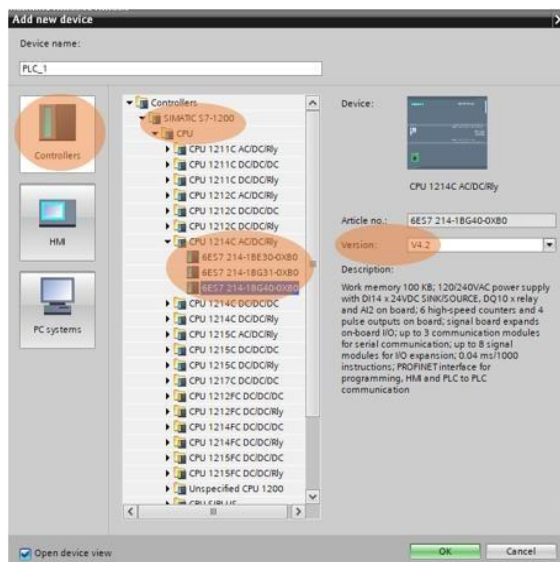 Add new device
Device name:
PLC_1
Controllers
HMI
PC systems
Controllers
SIMATIC S7-1200
CPU
CPU 1211C AC/DC/Rly
CPU 1211C DC/DC/DC
CPU 1211C DC/DC/Rly
CPU 1212C AC/DC/Rly
CPU 1212C DC/DC/DC
CPU 1212C DC/DC/Rly
CPU 1214C AC/DC/Rly
6ES7 214-1BE30-0XB0
6ES7 214-1BG31-0XB0
6ES7 214-1BG40-0XB0
CPU 1214C DC/DC/DC
CPU 1214C DC/DC/Rly
CPU 1215C AC/DC/Rly
CPU 1215C DC/DC/DC
CPU 1215C DC/DC/Rly
CPU 1217C DC/DC/DC
CPU 1212FC DC/DC/DC
CPU 1212FC DC/DC/Rly
CPU 1214FC DC/DC/DC
CPU 1214FC DC/DC/Rly
CPU 1215FC DC/DC/DC
CPU 1215FC DC/DC/Rly
Unspecified CPU 1200
CPU SIPLUS
Device:
CPU 1214C AC/DC/Rly
Article no.: 6ES7 214-1BG40-0XB0
Version: V4.2
Description:
Work memory 100 KB; 120/240VAC power supply
with DI14 x 24VDC SINK/SOURCE, DQ10 x relay
and AI2 on board; 6 high-speed counters and 4
pulse outputs on board; signal board expands
on-board I/O; up to 3 communication modules
for serial communication; up to 8 signal
modules for I/O expansion; 0.04 ms/1000
instructions; PROFINET interface for
programming, HMI and PLC to PLC
communication
Open device view
OK
Cancel